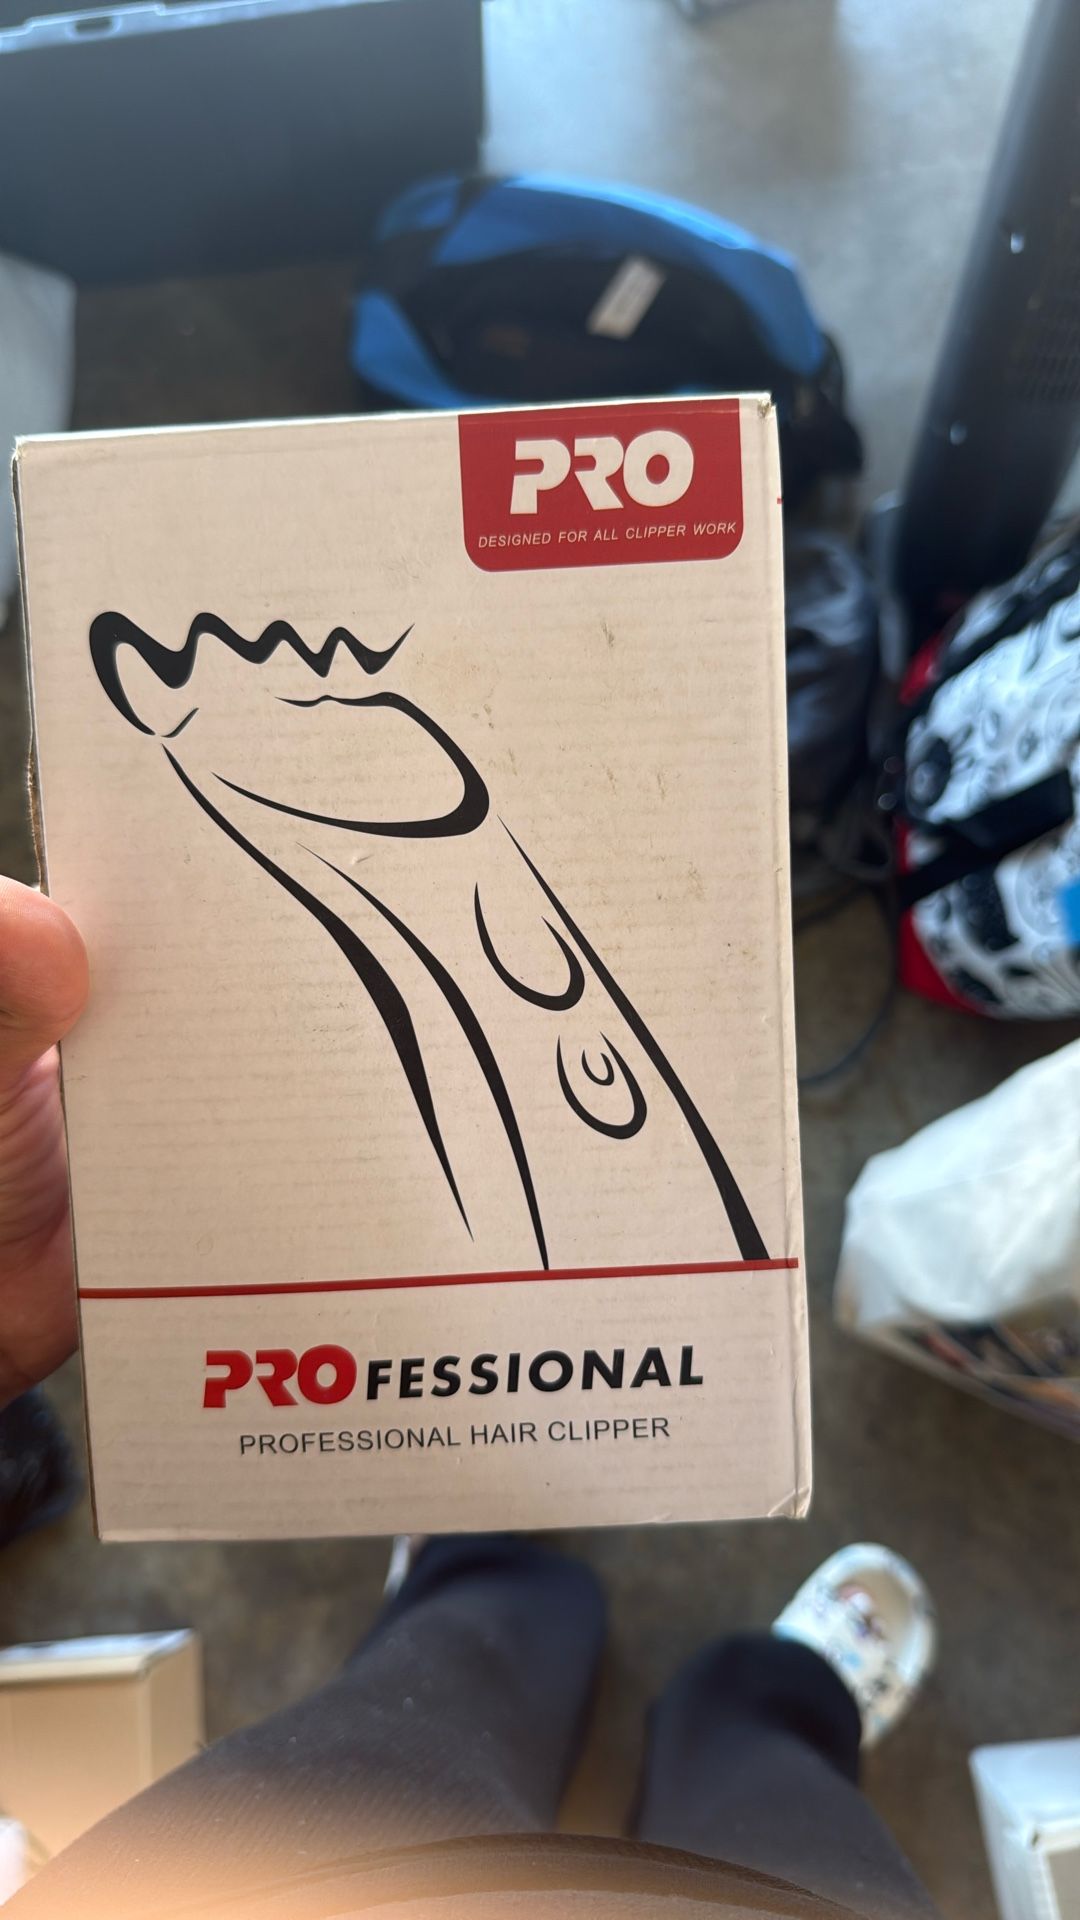 PRO
DESIGNED FOR ALL CLIPPER WORK
PROFESSIONAL
PROFESSIONAL HAIR CLIPPER